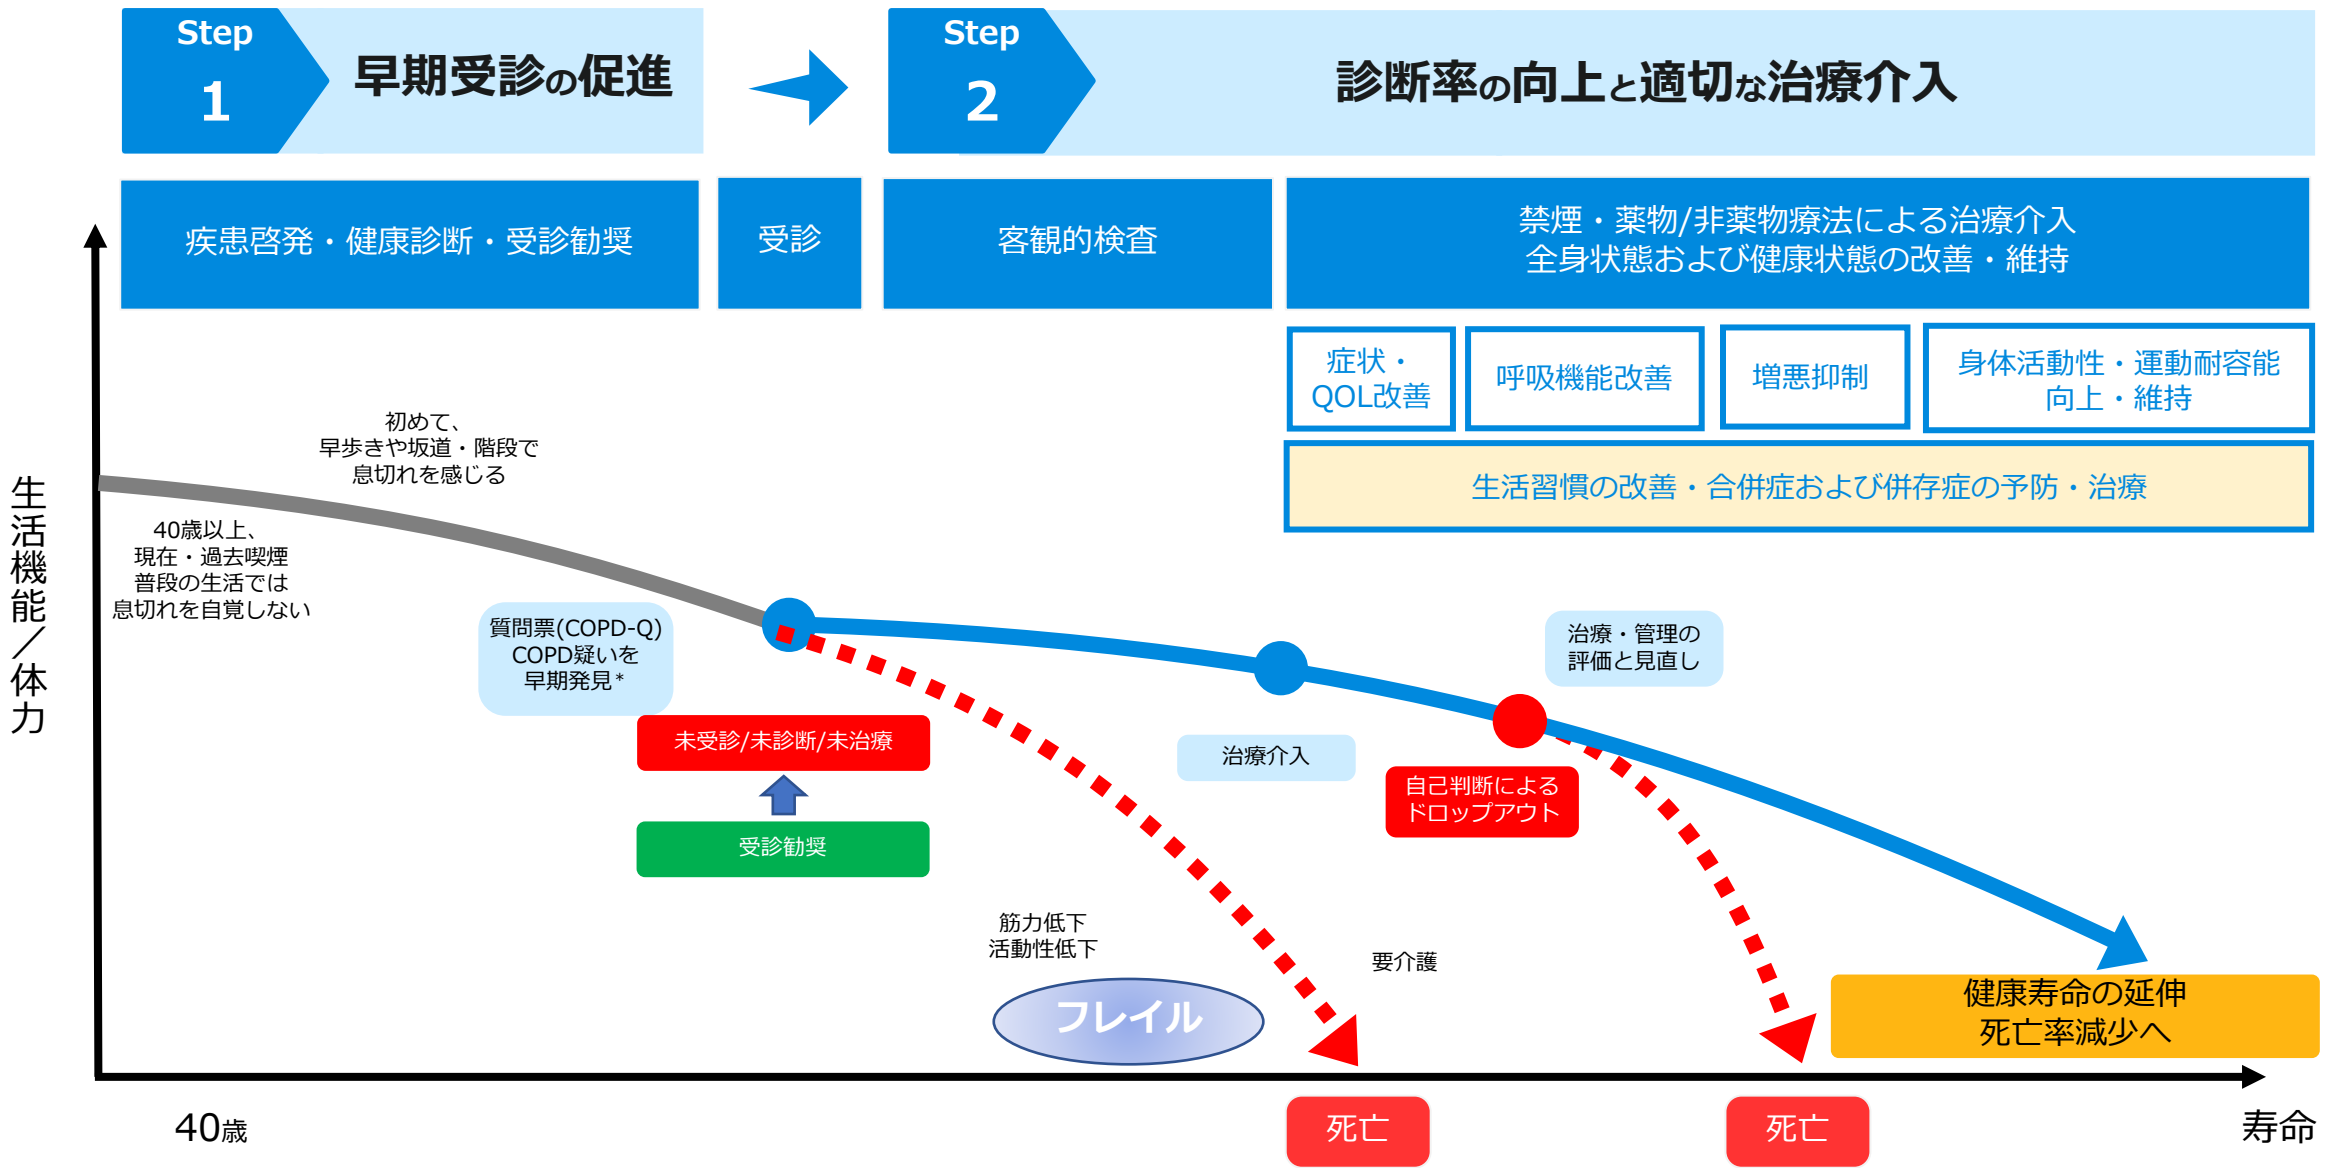 Step
1
早期受診の促進
Step
2
診断率の向上と適切な治療介入
疾患啓発・健康診断・受診勧奨
受診
客観的検査
禁煙・薬物/非薬物療法による治療介入
全身状態および健康状態の改善・維持
症状・
QOL改善
呼吸機能改善
増悪抑制
身体活動性・運動耐容能
向上・維持
生活習慣の改善・合併症および併存症の予防・治療
生活機能／体力
初めて、
早歩きや坂道・階段で
息切れを感じる
40歳以上、
現在・過去喫煙
普段の生活では
息切れを自覚しない
質問票(COPD-Q)
COPD疑いを
早期発見*
未受診/未診断/未治療
受診勧奨
治療介入
治療・管理の
評価と見直し
自己判断による
ドロップアウト
筋力低下
活動性低下
フレイル
要介護
健康寿命の延伸
死亡率減少へ
死亡
死亡
40歳
寿命